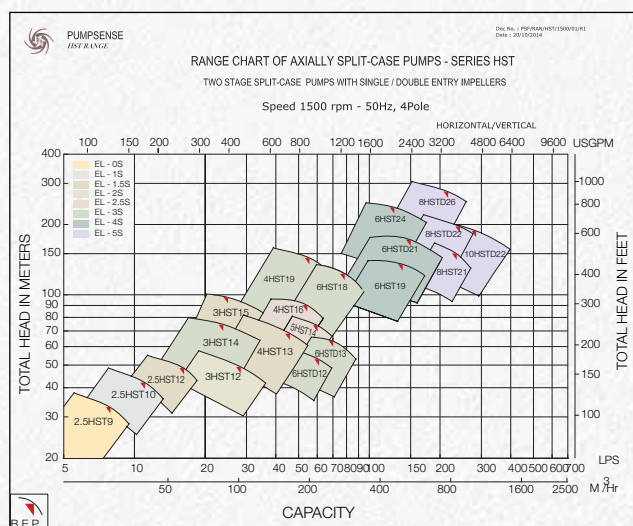 PUMPSENSE
HST RANGE
Doc No. : PSP/RAN/HST/1500/01/R1
Date : 20/10/2014
RANGE CHART OF AXIALLY SPLIT-CASE PUMPS - SERIES HST
TWO STAGE SPLIT-CASE PUMPS WITH SINGLE / DOUBLE ENTRY IMPELLERS
Speed 1500 rpm - 50Hz, 4Pole
HORIZONTAL/VERTICAL
100 150 200 300 400 600 800 1200 1600 2400 3200 4800 6400 9600 USGPM
EL - 0S
EL - 1S
EL - 1.5S
EL - 2S
EL - 2.5S
EL - 3S
EL - 4S
EL - 5S
TOTAL HEAD IN METERS
400
300
200
150
100
90
80
70
60
50
40
30
20
TOTAL HEAD IN FEET
1000
800
600
400
300
200
150
100
8HSTD26
6HST24
8HSTD22
6HSTD21
10HSTD22
8HST21
4HST19
6HST18
6HST19
3HST15
4HST16
5HST14
3HST14
4HST13
6HSTD13
2.5HST12
3HST12
6HSTD12
2.5HST10
2.5HST9
5 10 20 30 40 50 60 70 80 90 100 150 200 300 400 500 600 700 LPS
50 100 200 400 800 1600 2500 M3/Hr
CAPACITY
B.E.P.